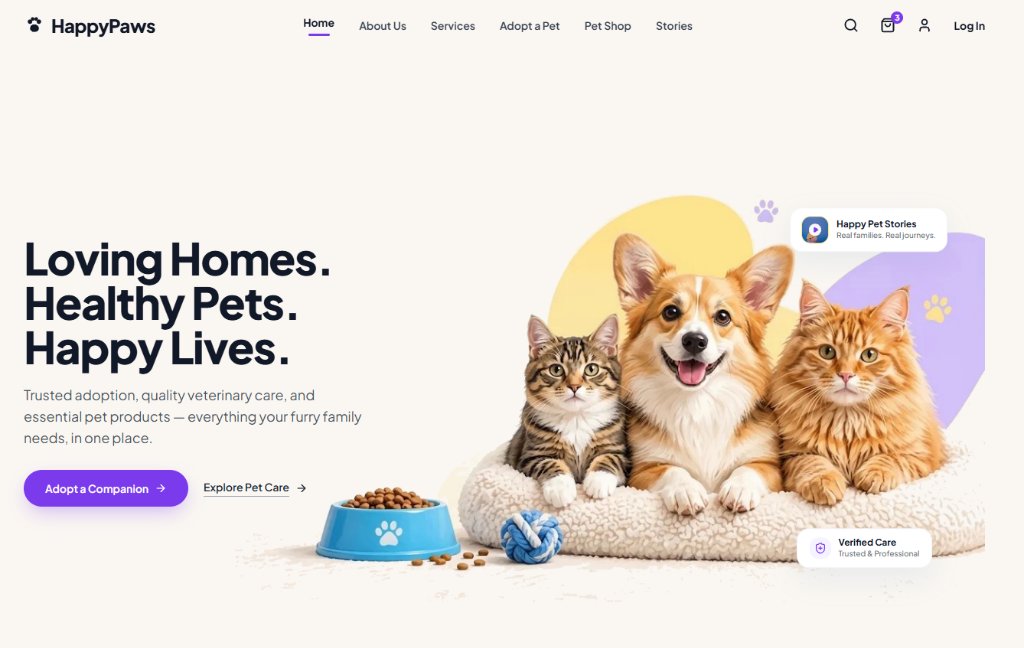 HappyPaws
Home
About Us
Services
Adopt a Pet
Pet Shop
Stories
3
Log In
Happy Pet Stories
Real families. Real journeys.
Loving Homes.
Healthy Pets.
Happy Lives.
Trusted adoption, quality veterinary care, and
essential pet products — everything your furry family
needs, in one place.
Adopt a Companion →
Explore Pet Care →
Verified Care
Trusted & Professional